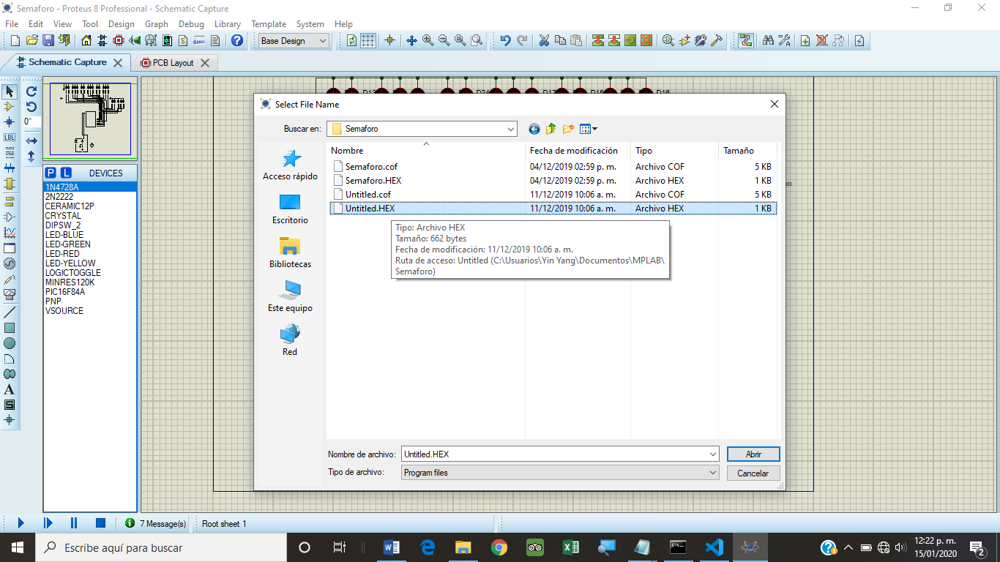 Semaforo - Proteus 8 Professional - Schematic Capture
File Edit View Tool Design Graph Debug Library Template System Help
Base Design
Schematic Capture
PCB Layout
0°
LBL
A
S
P L DEVICES
1N4728A
2N2222
CERAMIC12P
CRYSTAL
DIPSW_2
LED-BLUE
LED-GREEN
LED-RED
LED-YELLOW
LOGICTOGGLE
MINRES120K
PIC16F84A
PNP
VSOURCE
Select File Name
Buscar en: Semaforo
Acceso rápido
Escritorio
Bibliotecas
Este equipo
Red
Nombre Fecha de modificación Tipo Tamaño
Semaforo.cof 04/12/2019 02:59 p. m. Archivo COF 5 KB
Semaforo.HEX 04/12/2019 02:59 p. m. Archivo HEX 1 KB
Untitled.cof 11/12/2019 10:06 a. m. Archivo COF 5 KB
Untitled.HEX 11/12/2019 10:06 a. m. Archivo HEX 1 KB
Tipo: Archivo HEX
Tamaño: 662 bytes
Fecha de modificación: 11/12/2019 10:06 a. m.
Ruta de acceso: Untitled (C:\Usuarios\Yin Yang\Documentos\MPLAB\
Semaforo)
Nombre de archivo: Untitled.HEX
Tipo de archivo: Program files
Abrir
Cancelar
7 Message(s)
Root sheet 1
Escribe aquí para buscar
12:22 p. m.
15/01/2020
2